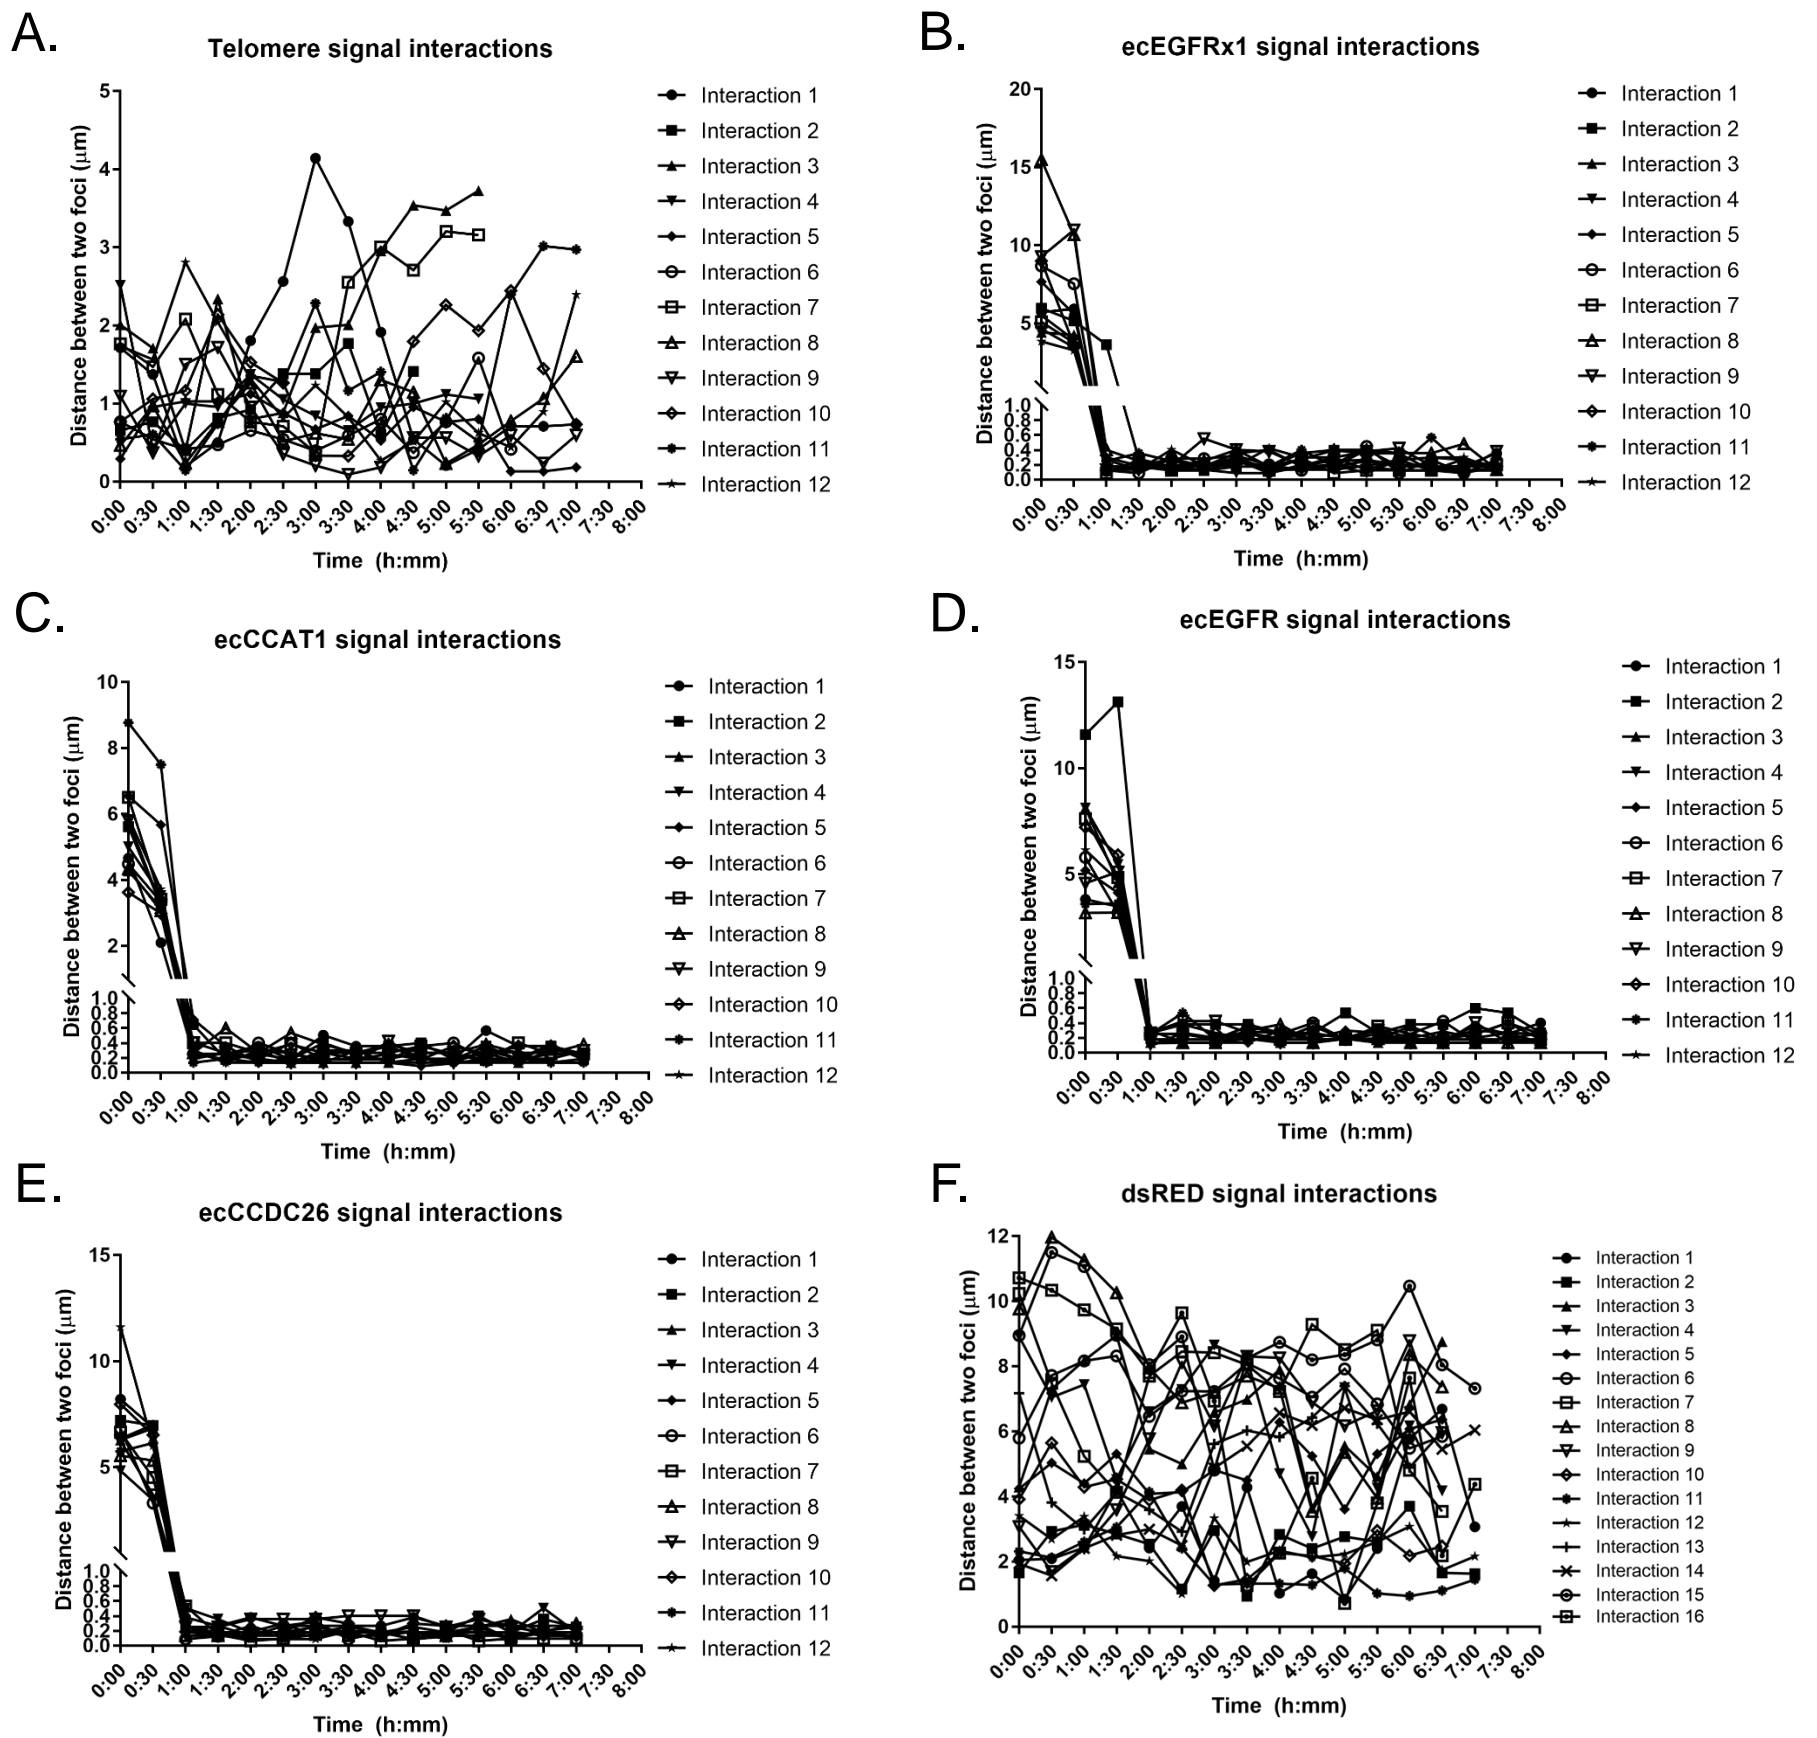 A.
Telomere signal interactions
Distance between two foci (μm)
5
4
3
2
1
0
0:00 0:30 1:00 1:30 2:00 2:30 3:00 3:30 4:00 4:30 5:00 5:30 6:00 6:30 7:00 7:30 8:00
Time (h:mm)
Interaction 1
Interaction 2
Interaction 3
Interaction 4
Interaction 5
Interaction 6
Interaction 7
Interaction 8
Interaction 9
Interaction 10
Interaction 11
Interaction 12
B.
ecEGFRx1 signal interactions
Distance between two foci (μm)
20
15
10
5
1.0
0.8
0.6
0.4
0.2
0.0
0:00 0:30 1:00 1:30 2:00 2:30 3:00 3:30 4:00 4:30 5:00 5:30 6:00 6:30 7:00 7:30 8:00
Time (h:mm)
Interaction 1
Interaction 2
Interaction 3
Interaction 4
Interaction 5
Interaction 6
Interaction 7
Interaction 8
Interaction 9
Interaction 10
Interaction 11
Interaction 12
C.
ecCCAT1 signal interactions
Distance between two foci (μm)
10
8
6
4
2
1.0
0.8
0.6
0.4
0.2
0.0
0:00 0:30 1:00 1:30 2:00 2:30 3:00 3:30 4:00 4:30 5:00 5:30 6:00 6:30 7:00 7:30 8:00
Time (h:mm)
Interaction 1
Interaction 2
Interaction 3
Interaction 4
Interaction 5
Interaction 6
Interaction 7
Interaction 8
Interaction 9
Interaction 10
Interaction 11
Interaction 12
D.
ecEGFR signal interactions
Distance between two foci (μm)
15
10
5
1.0
0.8
0.6
0.4
0.2
0.0
0:00 0:30 1:00 1:30 2:00 2:30 3:00 3:30 4:00 4:30 5:00 5:30 6:00 6:30 7:00 7:30 8:00
Time (h:mm)
Interaction 1
Interaction 2
Interaction 3
Interaction 4
Interaction 5
Interaction 6
Interaction 7
Interaction 8
Interaction 9
Interaction 10
Interaction 11
Interaction 12
E.
ecCCDC26 signal interactions
Distance between two foci (μm)
15
10
5
1.0
0.8
0.6
0.4
0.2
0.0
0:00 0:30 1:00 1:30 2:00 2:30 3:00 3:30 4:00 4:30 5:00 5:30 6:00 6:30 7:00 7:30 8:00
Time (h:mm)
Interaction 1
Interaction 2
Interaction 3
Interaction 4
Interaction 5
Interaction 6
Interaction 7
Interaction 8
Interaction 9
Interaction 10
Interaction 11
Interaction 12
F.
dsRED signal interactions
Distance between two foci (μm)
12
10
8
6
4
2
0
0:00 0:30 1:00 1:30 2:00 2:30 3:00 3:30 4:00 4:30 5:00 5:30 6:00 6:30 7:00 7:30 8:00
Time (h:mm)
Interaction 1
Interaction 2
Interaction 3
Interaction 4
Interaction 5
Interaction 6
Interaction 7
Interaction 8
Interaction 9
Interaction 10
Interaction 11
Interaction 12
Interaction 13
Interaction 14
Interaction 15
Interaction 16